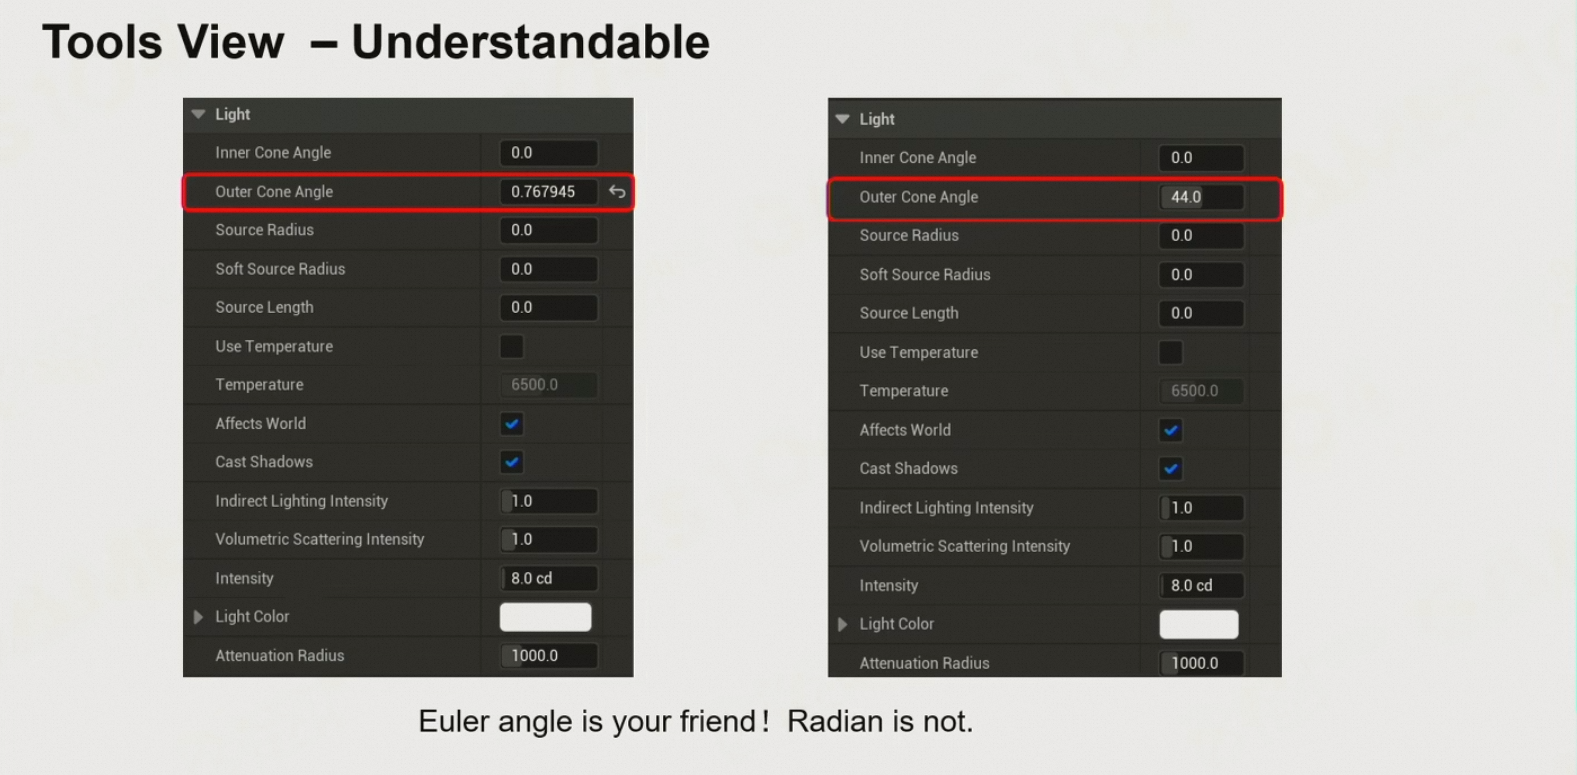 Tools View – Understandable
Light
Inner Cone Angle 0.0
Outer Cone Angle 0.767945
Source Radius 0.0
Soft Source Radius 0.0
Source Length 0.0
Use Temperature
Temperature 6500.0
Affects World
Cast Shadows
Indirect Lighting Intensity 1.0
Volumetric Scattering Intensity 1.0
Intensity 8.0 cd
Light Color
Attenuation Radius 1000.0
Light
Inner Cone Angle 0.0
Outer Cone Angle 44.0
Source Radius 0.0
Soft Source Radius 0.0
Source Length 0.0
Use Temperature
Temperature 6500.0
Affects World
Cast Shadows
Indirect Lighting Intensity 1.0
Volumetric Scattering Intensity 1.0
Intensity 8.0 cd
Light Color
Attenuation Radius 1000.0
Euler angle is your friend！Radian is not.